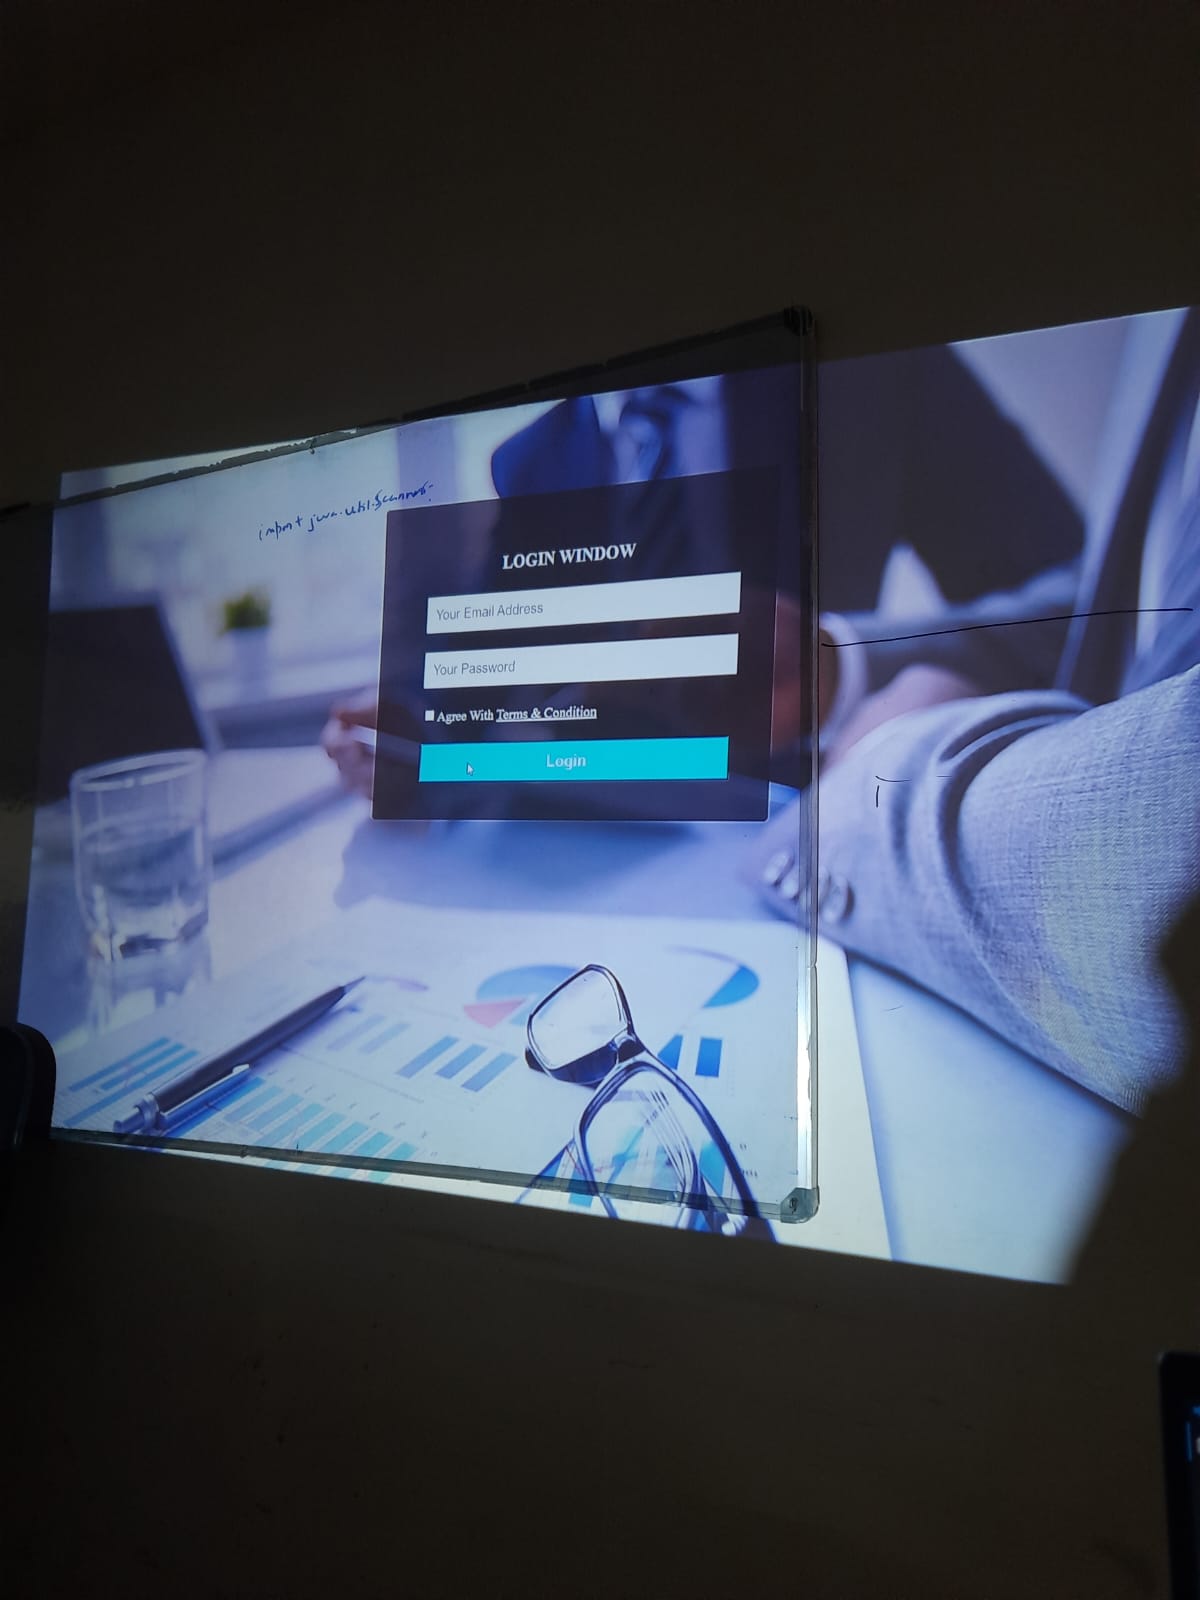 import java.util.Scanner;
LOGIN WINDOW
Your Email Address
Your Password
Agree With Terms & Condition
Login